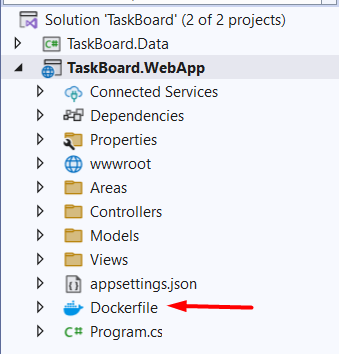 Solution 'TaskBoard' (2 of 2 projects)
C# TaskBoard.Data
TaskBoard.WebApp
Connected Services
Dependencies
Properties
wwwroot
Areas
Controllers
Models
Views
appsettings.json
Dockerfile
C# Program.cs